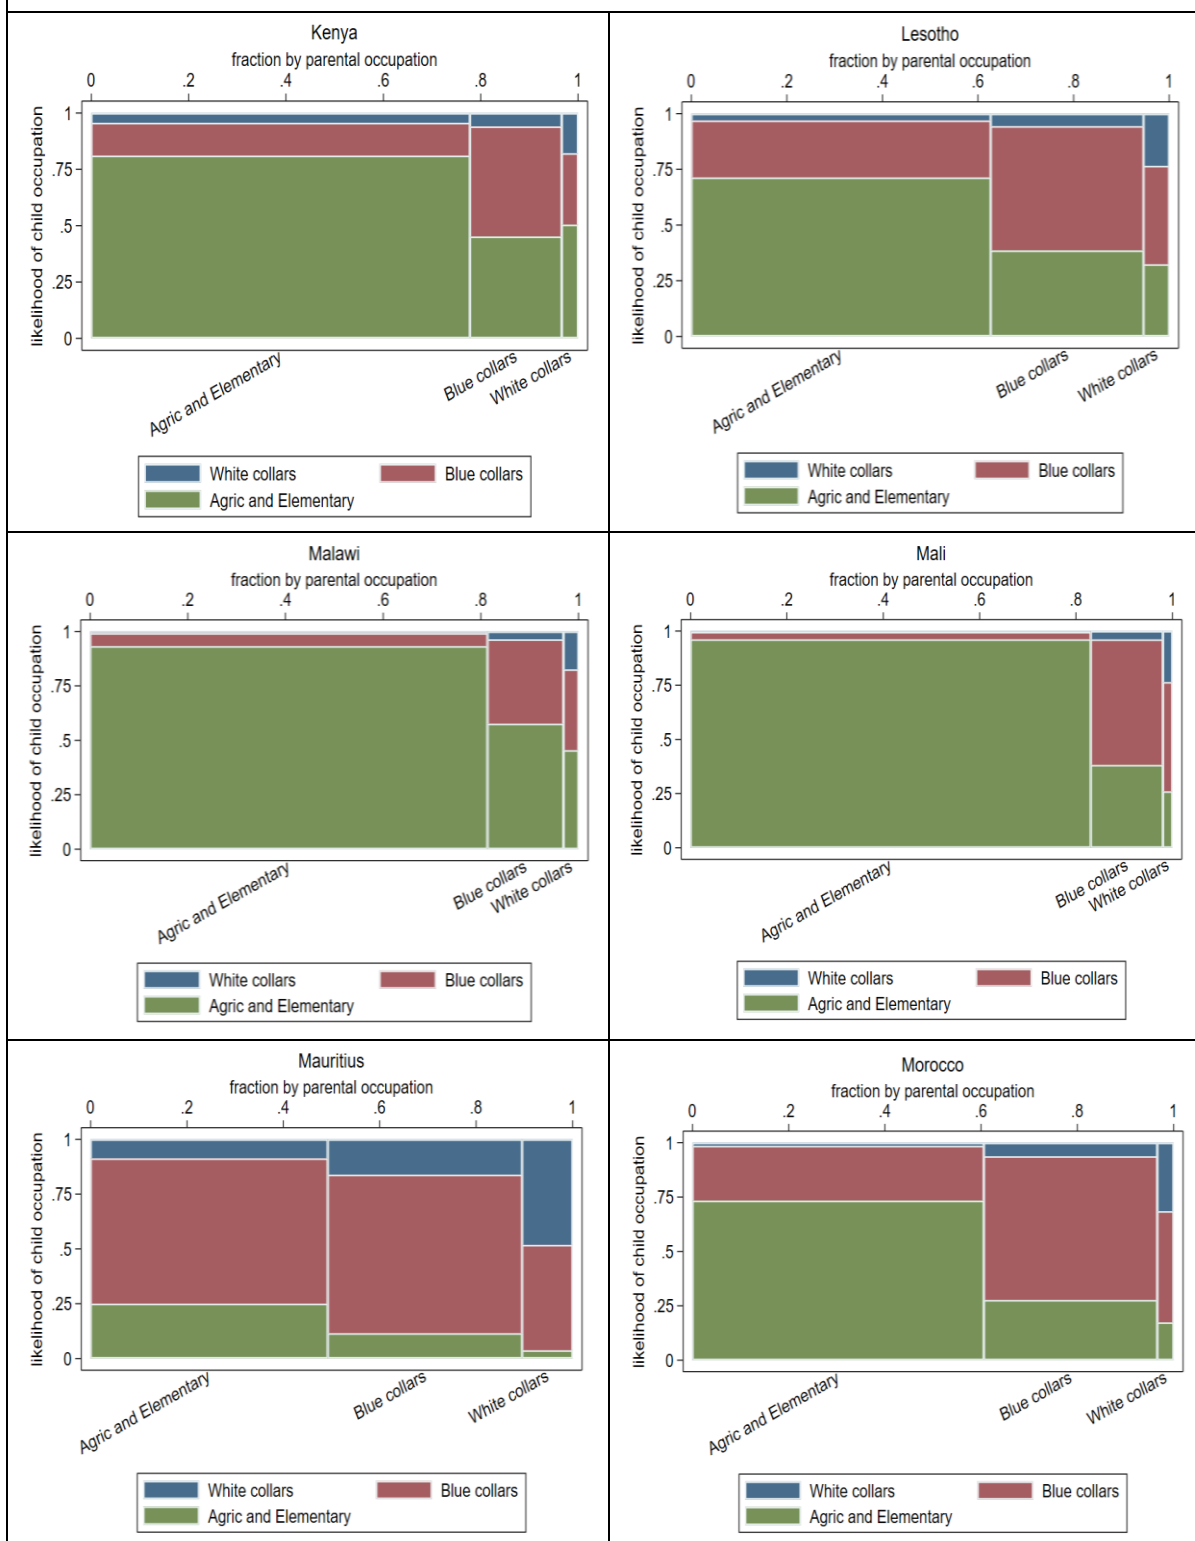 Kenya
fraction by parental occupation
0 .2 .4 .6 .8 1
likelihood of child occupation
1
.75
.5
.25
0
Agric and Elementary
Blue collars
White collars
White collars Blue collars
Agric and Elementary
Lesotho
fraction by parental occupation
0 .2 .4 .6 .8 1
likelihood of child occupation
1
.75
.5
.25
0
Agric and Elementary
Blue collars
White collars
White collars Blue collars
Agric and Elementary
Malawi
fraction by parental occupation
0 .2 .4 .6 .8 1
likelihood of child occupation
1
.75
.5
.25
0
Agric and Elementary
Blue collars
White collars
White collars Blue collars
Agric and Elementary
Mali
fraction by parental occupation
0 .2 .4 .6 .8 1
likelihood of child occupation
1
.75
.5
.25
0
Agric and Elementary
Blue collars
White collars
White collars Blue collars
Agric and Elementary
Mauritius
fraction by parental occupation
0 .2 .4 .6 .8 1
likelihood of child occupation
1
.75
.5
.25
0
Agric and Elementary
Blue collars
White collars
White collars Blue collars
Agric and Elementary
Morocco
fraction by parental occupation
0 .2 .4 .6 .8 1
likelihood of child occupation
1
.75
.5
.25
0
Agric and Elementary
Blue collars
White collars
White collars Blue collars
Agric and Elementary